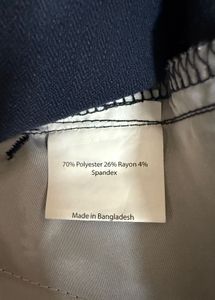 70% Polyester 26% Rayon 4%
Spandex
Made in Bangladesh